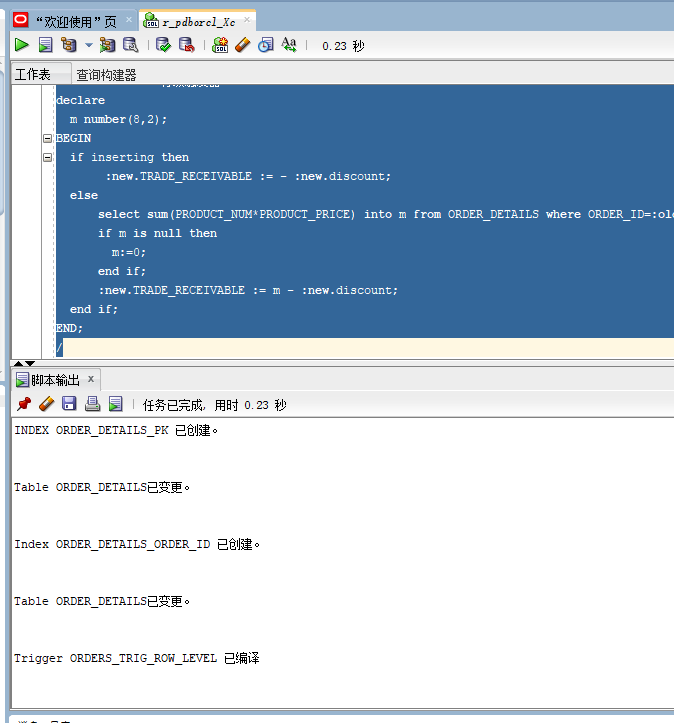 “欢迎使用”页 × r_pdborcl_Xc ×
0.23 秒
工作表 查询构建器
declare
m number(8,2);
BEGIN
if inserting then
:new.TRADE_RECEIVABLE := - :new.discount;
else
select sum(PRODUCT_NUM*PRODUCT_PRICE) into m from ORDER_DETAILS where ORDER_ID=:old
if m is null then
m:=0;
end if;
:new.TRADE_RECEIVABLE := m - :new.discount;
end if;
END;
/
脚本输出 x
任务已完成, 用时 0.23 秒
INDEX ORDER_DETAILS_PK 已创建。
Table ORDER_DETAILS已变更。
Index ORDER_DETAILS_ORDER_ID 已创建。
Table ORDER_DETAILS已变更。
Trigger ORDERS_TRIG_ROW_LEVEL 已编译